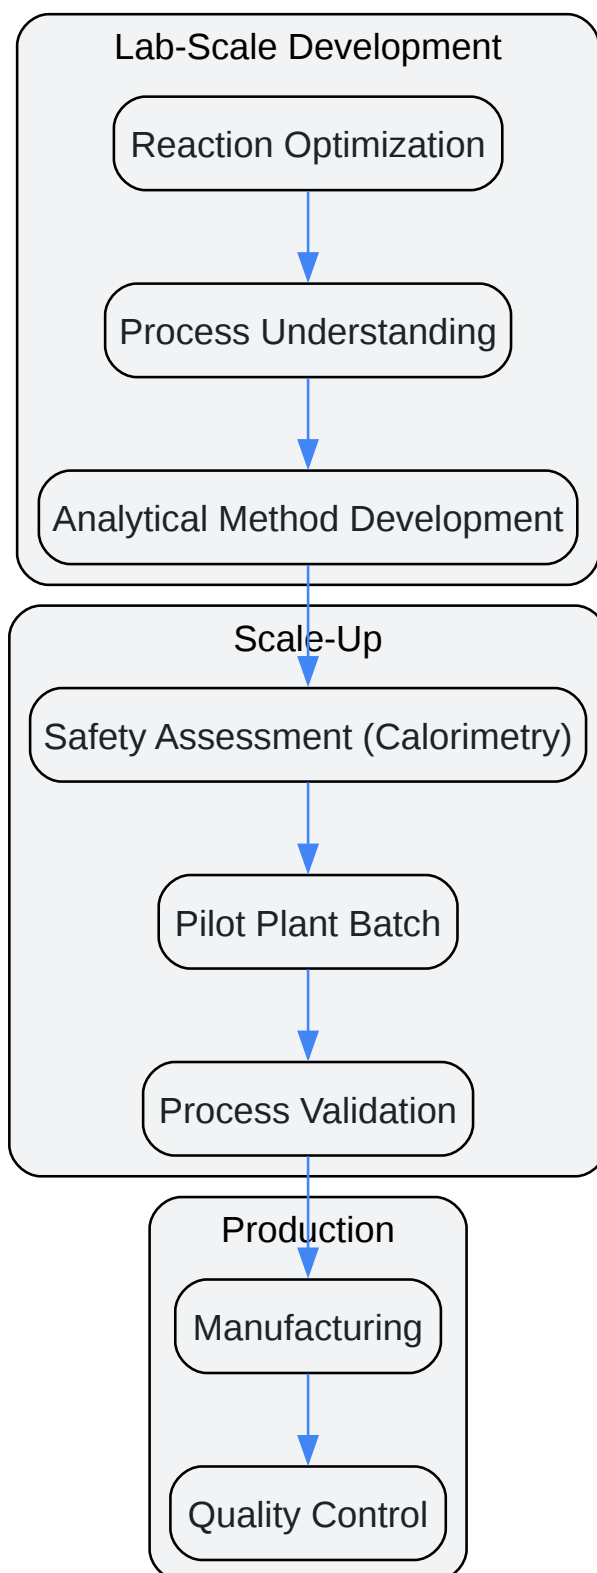 Lab-Scale Development
Reaction Optimization
Process Understanding
Analytical Method Development
Scale-Up
Safety Assessment (Calorimetry)
Pilot Plant Batch
Process Validation
Production
Manufacturing
Quality Control